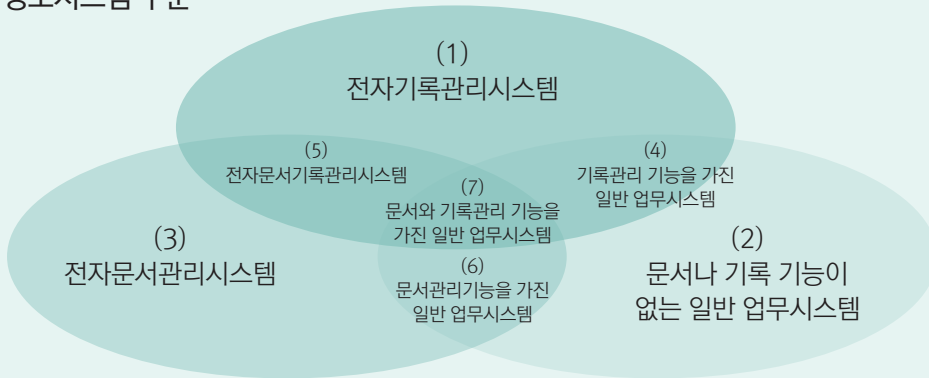 (1)
전자기록관리시스템
(5)
전자문서기록관리시스템
(4)
기록관리 기능을 가진
일반 업무시스템
(7)
문서와 기록관리 기능을
가진 일반 업무시스템
(3)
전자문서관리시스템
(6)
문서관리기능을 가진
일반 업무시스템
(2)
문서나 기록 기능이
없는 일반 업무시스템